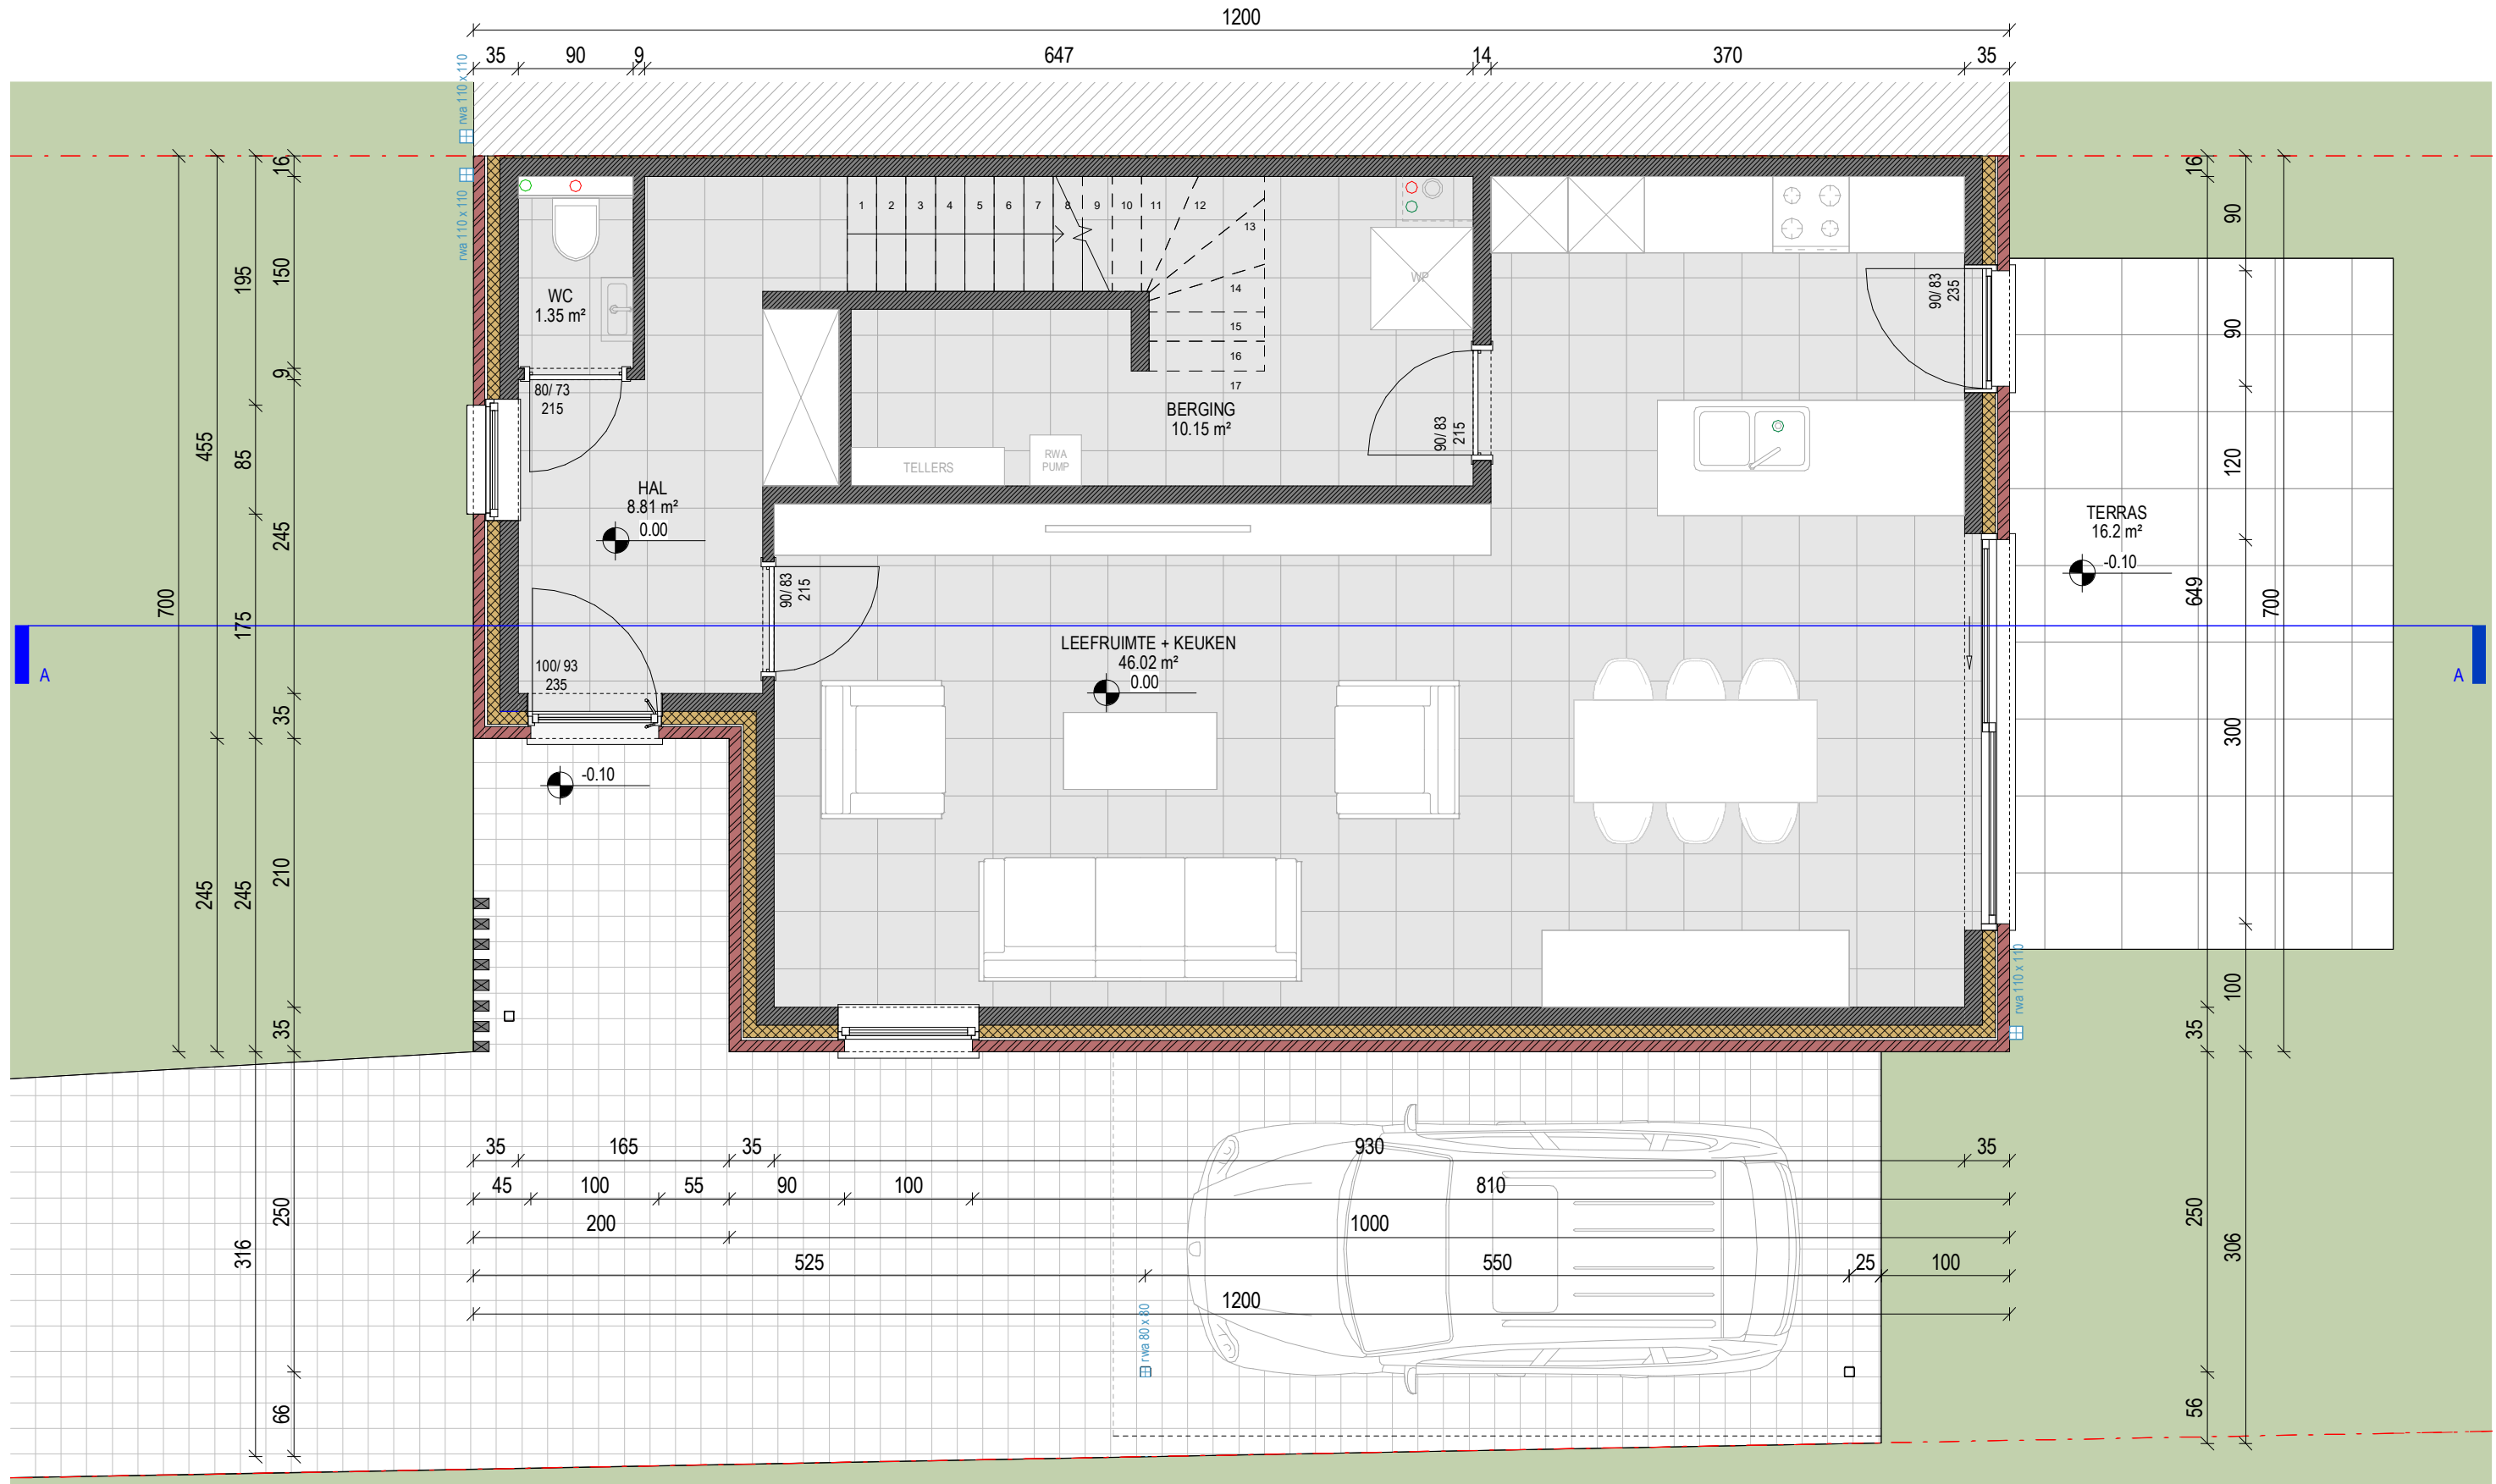 1200
35 90 9 647 14 370 35
rwa 110 x 110
rwa 110 x 110
16
16
90
150
195
1 2 3 4 5 6 7 8 9 10 11 12
13
14
15
16
17
WP
WC
1.35 m²
90/ 83
235
90
9
80/ 73
215
BERGING
10.15 m²
90/ 83
215
455
85
120
TELLERS
RWA
PUMP
HAL
8.81 m²
0.00
245
TERRAS
16.2 m²
-0.10
90/ 83
215
700
175
649
700
LEEFRUIMTE + KEUKEN
46.02 m²
0.00
100/ 93
235
A
A
35
300
-0.10
210
245
245
rwa 110 x 110
100
35
35
35 165 35 930 35
45 100 55 90 100 810
200 1000
525 550 25 100
1200
250
316
250
306
rwa 80 x 80
66
56